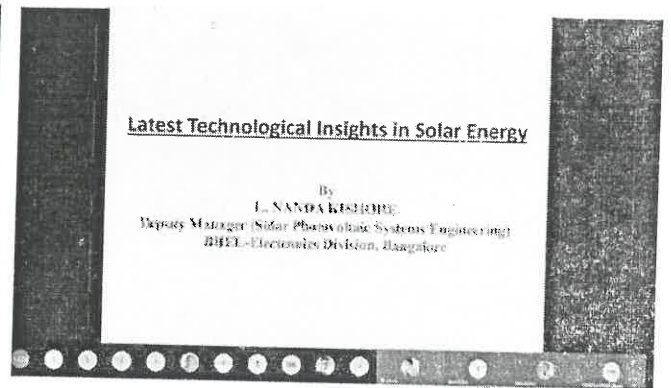 Latest Technological Insights in Solar Energy
By
L. NANDA KISHORE
Deputy Manager (Solar Photovoltaic Systems Engineering)
BHEL-Electronics Division, Bangalore